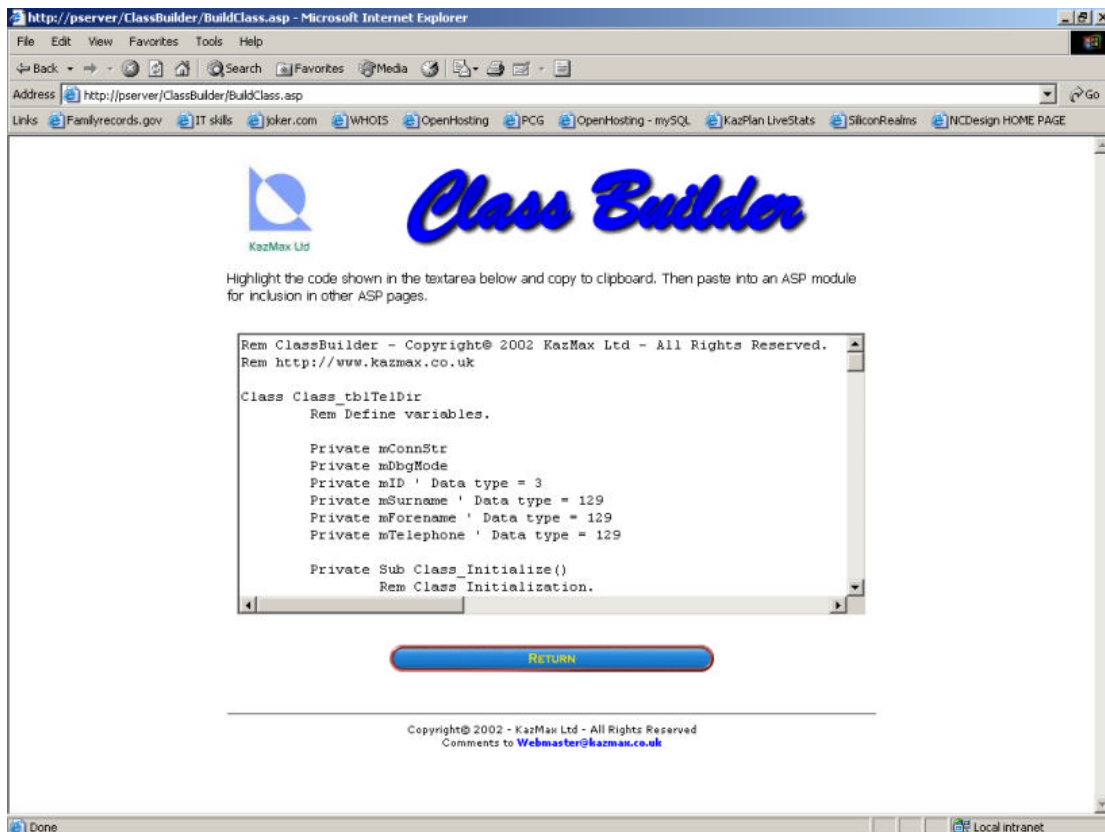 http://pserver/ClassBuilder/BuildClass.asp - Microsoft Internet Explorer
File Edit View Favorites Tools Help
Back Search Favorites Media
Address http://pserver/ClassBuilder/BuildClass.asp Go
Links Familyrecords.gov IT skills joker.com WHOIS OpenHosting PCG OpenHosting - mySQL KazPlan LiveStats SiliconRealms NCDesign HOME PAGE
Class Builder
KazMax Ltd
Highlight the code shown in the textarea below and copy to clipboard. Then paste into an ASP module
for inclusion in other ASP pages.
Rem ClassBuilder - Copyright© 2002 KazMax Ltd - All Rights Reserved.
Rem http://www.kazmax.co.uk
Class Class_tblTelDir
Rem Define variables.
Private mConnStr
Private mDbgMode
Private mID ' Data type = 3
Private mSurname ' Data type = 129
Private mForename ' Data type = 129
Private mTelephone ' Data type = 129
Private Sub Class_Initialize()
Rem Class Initialization.
RETURN
Copyright© 2002 - KazMax Ltd - All Rights Reserved
Comments to Webmaster@kazmax.co.uk
Done Local intranet